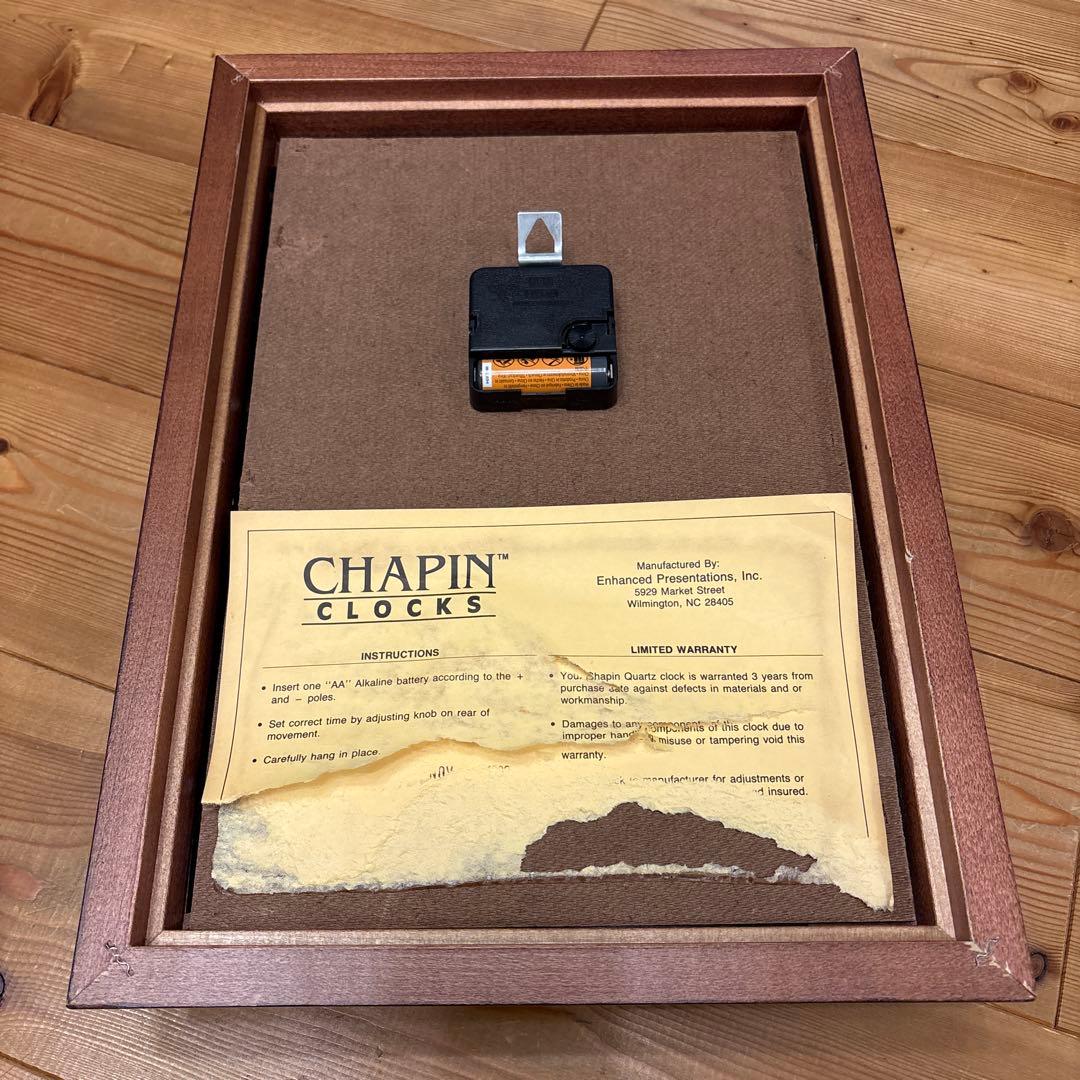 CHAPIN™
CLOCKS
Manufactured By:
Enhanced Presentations, Inc.
5929 Market Street
Wilmington, NC 28405
INSTRUCTIONS
• Insert one "AA" Alkaline battery according to the +
and – poles.
• Set correct time by adjusting knob on rear of
movement.
• Carefully hang in place.
NOV
LIMITED WARRANTY
• Your Chapin Quartz clock is warranted 3 years from
purchase date against defects in materials and or
workmanship.
• Damages to any components of this clock due to
improper misuse or tampering void this
warranty.
to manufacturer for adjustments or
insured.